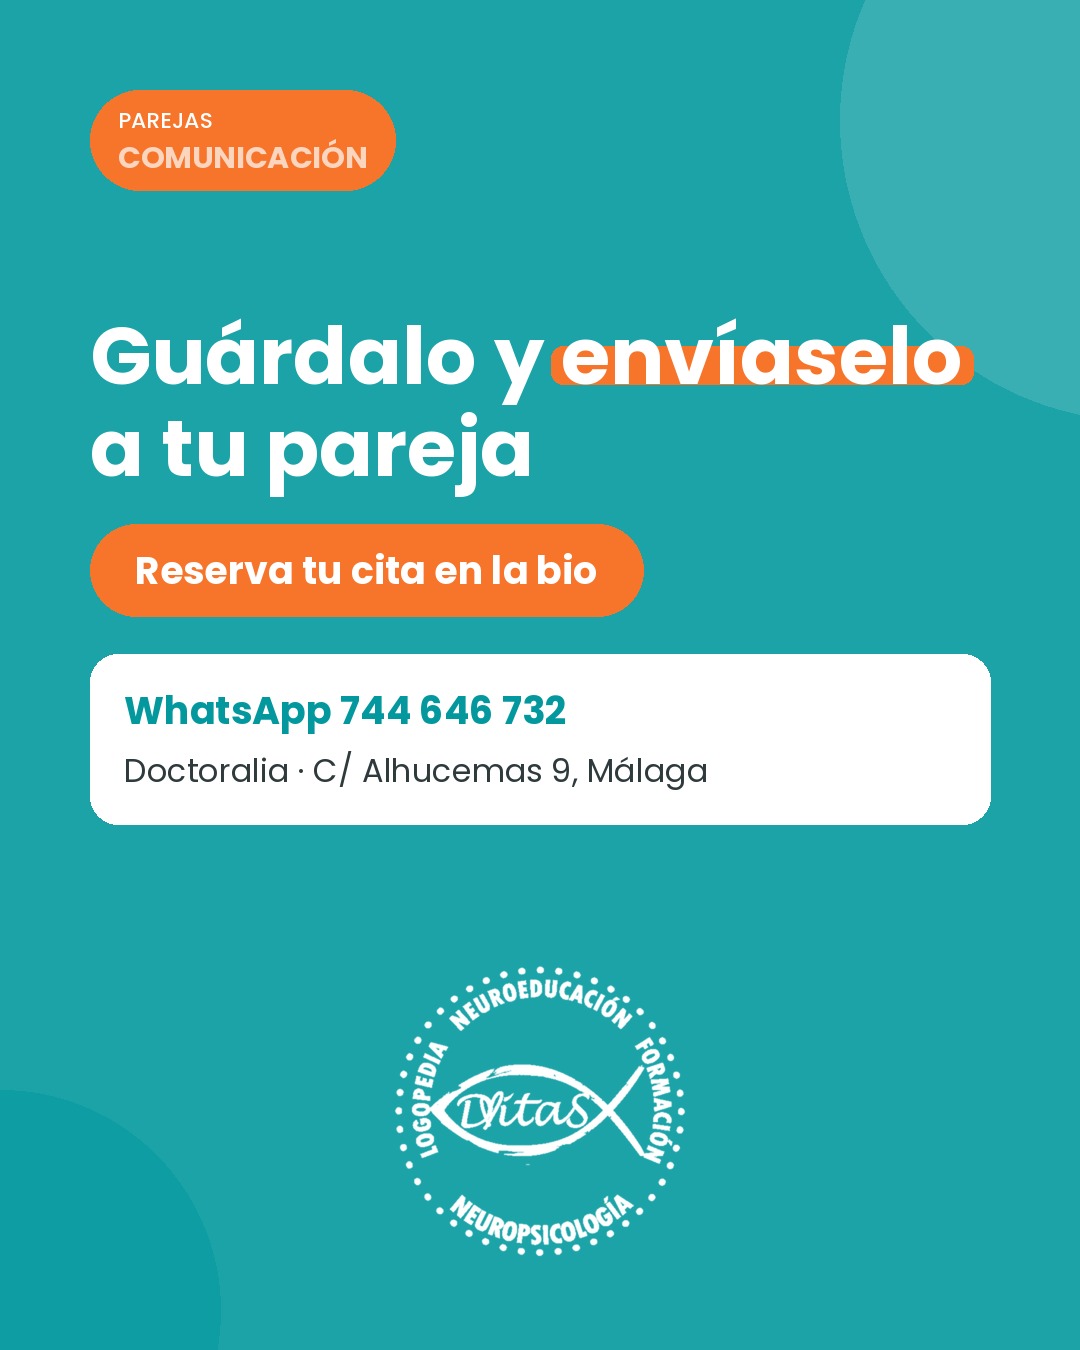 PAREJAS
COMUNICACIÓN
Guárdalo y envíaselo
a tu pareja
Reserva tu cita en la bio
WhatsApp 744 646 732
Doctoralia · C/ Alhucemas 9, Málaga
LOGOPEDIA
NEUROEDUCACIÓN
FORMACIÓN
NEUROPSICOLOGÍA